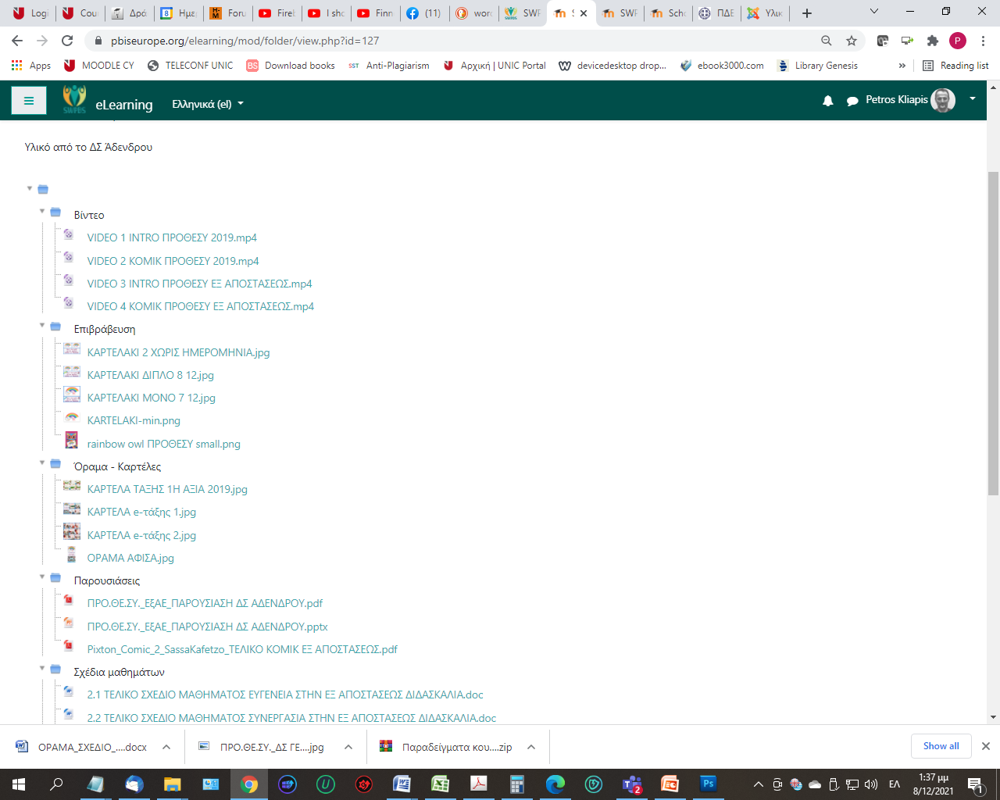 Logi
Cou
Δρά
Ημε
Foru
Firel
I sho
Finn
(11)
wor
SWF
S
SWP
Scho
ΠΔΕ
Υλικ
pbiseurope.org/elearning/mod/folder/view.php?id=127
Apps
MOODLE CY
TELECONF UNIC
Download books
Anti-Plagiarism
Αρχική | UNIC Portal
devicedesktop drop...
ebook3000.com
Library Genesis
»
Reading list
eLearning
Ελληνικά (el)
Petros Kliapis
Υλικό από το ΔΣ Άδενδρου
Βίντεο
VIDEO 1 INTRO ΠΡΟΘΕΣΥ 2019.mp4
VIDEO 2 ΚΟΜΙΚ ΠΡΟΘΕΣΥ 2019.mp4
VIDEO 3 INTRO ΠΡΟΘΕΣΥ ΕΞ ΑΠΟΣΤΑΣΕΩΣ.mp4
VIDEO 4 ΚΟΜΙΚ ΠΡΟΘΕΣΥ ΕΞ ΑΠΟΣΤΑΣΕΩΣ.mp4
Επιβράβευση
ΚΑΡΤΕΛΑΚΙ 2 ΧΩΡΙΣ ΗΜΕΡΟΜΗΝΙΑ.jpg
ΚΑΡΤΕΛΑΚΙ ΔΙΠΛΟ 8 12.jpg
ΚΑΡΤΕΛΑΚΙ ΜΟΝΟ 7 12.jpg
KARTELAKI-min.png
rainbow owl ΠΡΟΘΕΣΥ small.png
Όραμα - Καρτέλες
ΚΑΡΤΕΛΑ ΤΑΞΗΣ 1Η ΑΞΙΑ 2019.jpg
ΚΑΡΤΕΛΑ e-τάξης 1.jpg
ΚΑΡΤΕΛΑ e-τάξης 2.jpg
ΟΡΑΜΑ ΑΦΙΣΑ.jpg
Παρουσιάσεις
ΠΡΟ.ΘΕ.ΣΥ._ΕξΑΕ_ΠΑΡΟΥΣΙΑΣΗ ΔΣ ΑΔΕΝΔΡΟΥ.pdf
ΠΡΟ.ΘΕ.ΣΥ._ΕξΑΕ_ΠΑΡΟΥΣΙΑΣΗ ΔΣ ΑΔΕΝΔΡΟΥ.pptx
Pixton_Comic_2_SassaKafetzo_ΤΕΛΙΚΟ ΚΟΜΙΚ ΕΞ ΑΠΟΣΤΑΣΕΩΣ.pdf
Σχέδια μαθημάτων
2.1 ΤΕΛΙΚΟ ΣΧΕΔΙΟ ΜΑΘΗΜΑΤΟΣ ΕΥΓΕΝΕΙΑ ΣΤΗΝ ΕΞ ΑΠΟΣΤΑΣΕΩΣ ΔΙΔΑΣΚΑΛΙΑ.doc
2.2 ΤΕΛΙΚΟ ΣΧΕΔΙΟ ΜΑΘΗΜΑΤΟΣ ΣΥΝΕΡΓΑΣΙΑ ΣΤΗΝ ΕΞ ΑΠΟΣΤΑΣΕΩΣ ΔΙΔΑΣΚΑΛΙΑ.doc
ΟΡΑΜΑ_ΣΧΕΔΙΟ_....docx
ΠΡΟ.ΘΕ.ΣΥ._ΔΣ ΓΕ....jpg
Παραδείγματα κου....zip
Show all
ΕΛ
1:37 μμ
8/12/2021